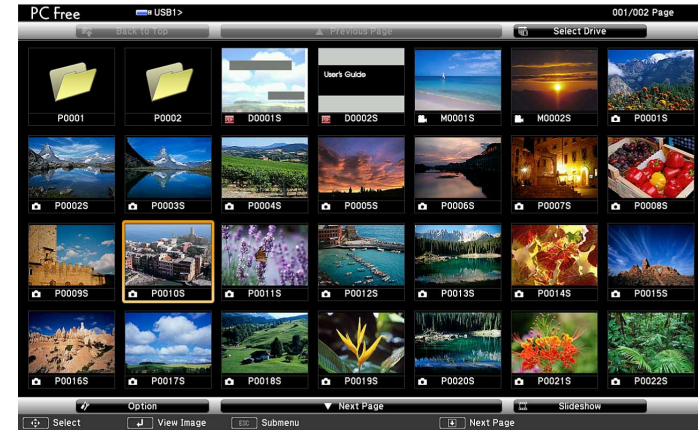 PC Free USB1> 001/002 Page
Back to Top Previous Page Select Drive
User's Guide
P0001 P0002 D0001S D0002S M0001S M0002S P0001S
P0002S P0003S P0004S P0005S P0006S P0007S P0008S
P0009S P0010S P0011S P0012S P0013S P0014S P0015S
P0016S P0017S P0018S P0019S P0020S P0021S P0022S
Option Next Page Slideshow
Select View Image ESC Submenu Next Page